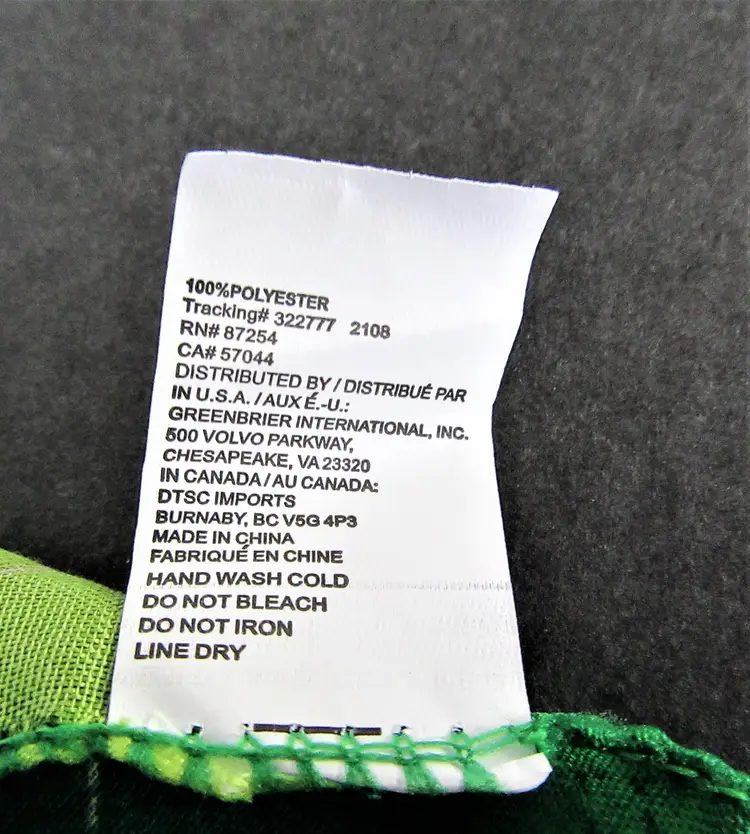 100%POLYESTER
Tracking# 322777 2108
RN# 87254
CA# 57044
DISTRIBUTED BY / DISTRIBUÉ PAR
IN U.S.A. / AUX É.-U.:
GREENBRIER INTERNATIONAL, INC.
500 VOLVO PARKWAY,
CHESAPEAKE, VA 23320
IN CANADA / AU CANADA:
DTSC IMPORTS
BURNABY, BC V5G 4P3
MADE IN CHINA
FABRIQUÉ EN CHINE
HAND WASH COLD
DO NOT BLEACH
DO NOT IRON
LINE DRY